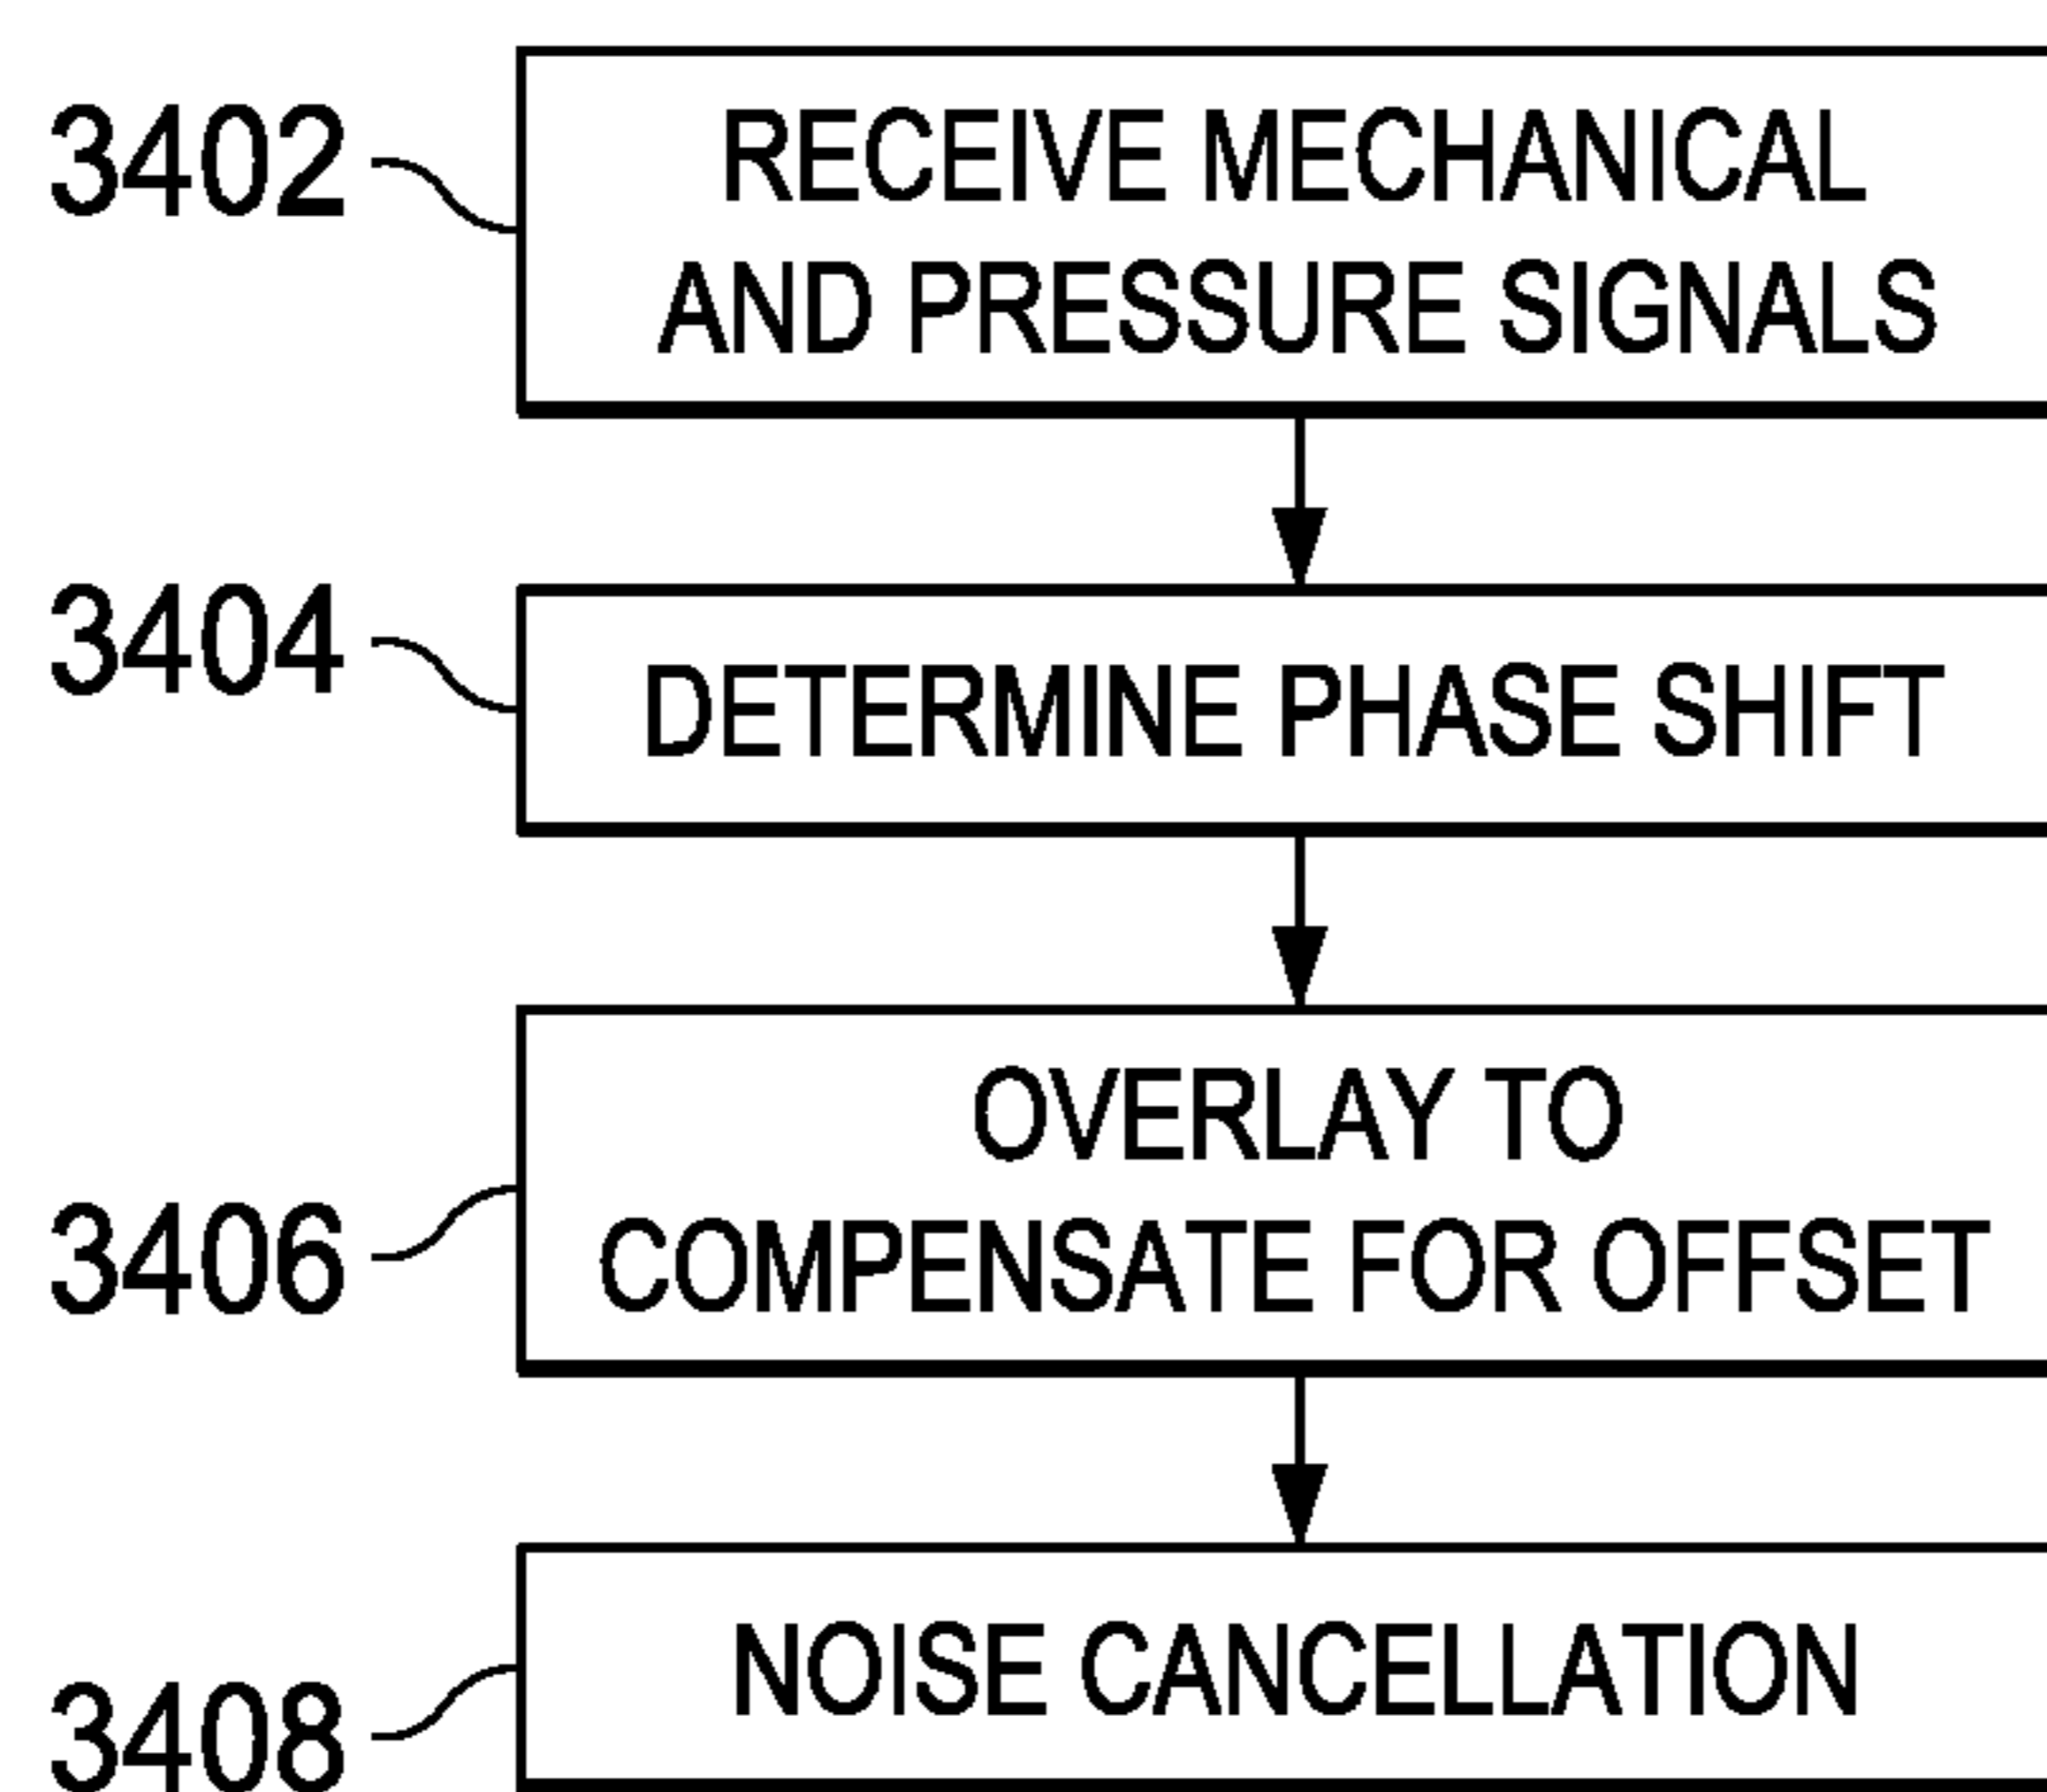 3402
RECEIVE MECHANICAL
AND PRESSURE SIGNALS
3404
DETERMINE PHASE SHIFT
OVERLAY TO
3406
COMPENSATE FOR OFFSET
NOISE CANCELLATION
3408